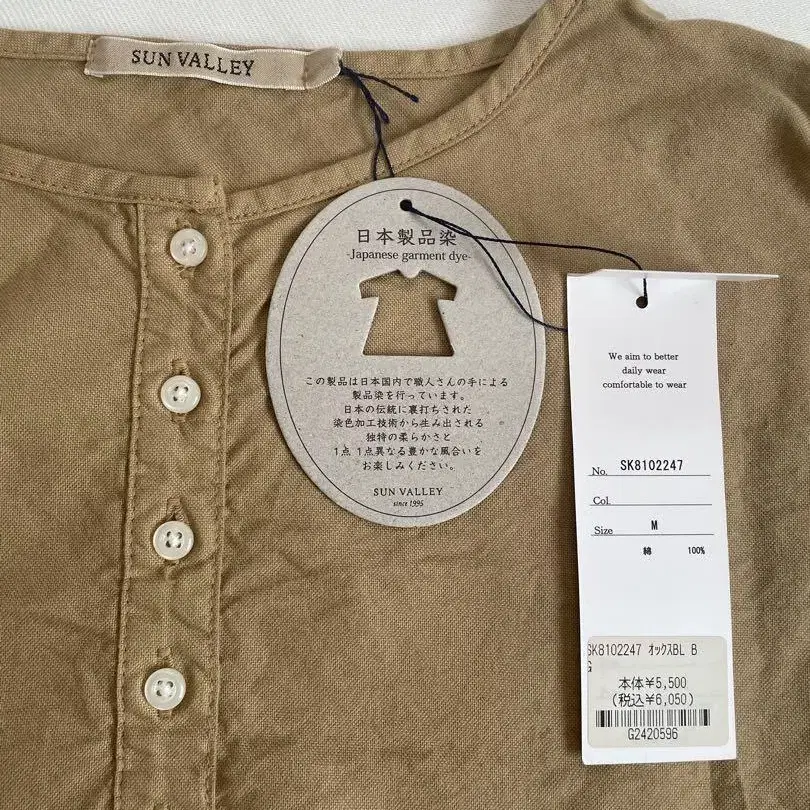 SUN VALLEY
日本製品染
-Japanese garment dye-
この製品は日本国内で職人さんの手による
製品染を行っています。
日本の伝統に裏打ちされた
染色加工技術から生み出される
独特の柔らかさと
1点 1点異なる豊かな風合いを
お楽しみください。
SUN VALLEY
since 1995
We aim to better
daily wear
comfortable to wear
No. SK8102247
Col.
Size M
綿 100%
SK8102247 オックスBL B
G
本体¥5,500
(税込¥6,050)
G2420596